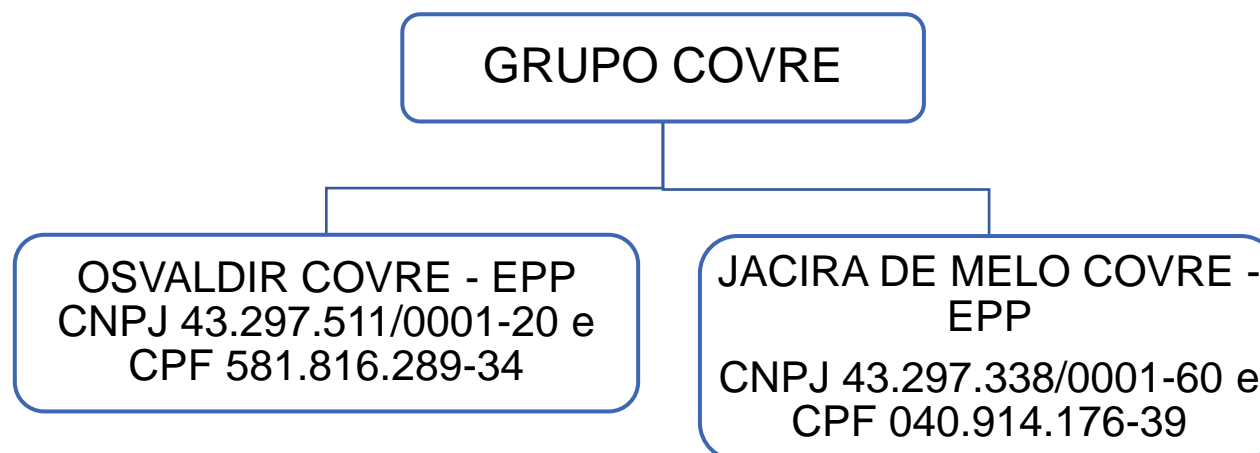 GRUPO COVRE
OSVALDIR COVRE - EPP
CNPJ 43.297.511/0001-20 e
CPF 581.816.289-34
JACIRA DE MELO COVRE -
EPP
CNPJ 43.297.338/0001-60 e
CPF 040.914.176-39